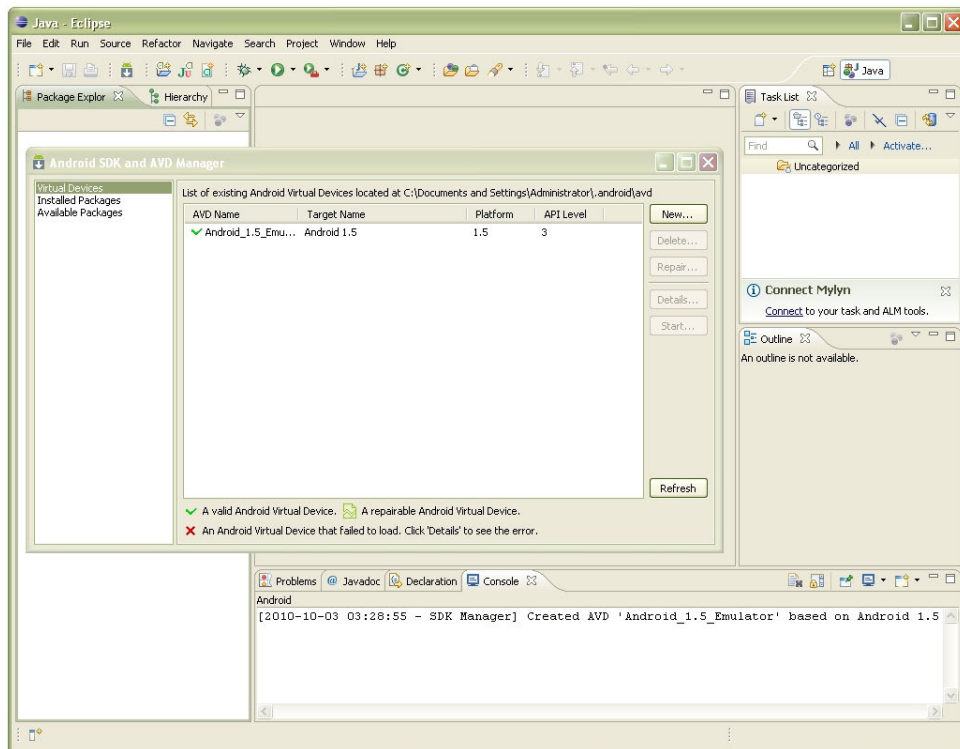 Java - Eclipse
File Edit Run Source Refactor Navigate Search Project Window Help
Java
Package Explor
Hierarchy
Task List
Find
All
Activate...
Uncategorized
Android SDK and AVD Manager
Virtual Devices
Installed Packages
Available Packages
List of existing Android Virtual Devices located at C:\Documents and Settings\Administrator\.android\avd
AVD Name Target Name Platform API Level
Android_1.5_Emu... Android 1.5 1.5 3
New...
Delete...
Repair...
Details...
Start...
Refresh
A valid Android Virtual Device. A repairable Android Virtual Device.
An Android Virtual Device that failed to load. Click 'Details' to see the error.
Connect Mylyn
Connect to your task and ALM tools.
Outline
An outline is not available.
Problems @ Javadoc Declaration Console
Android
[2010-10-03 03:28:55 - SDK Manager] Created AVD 'Android_1.5_Emulator' based on Android 1.5